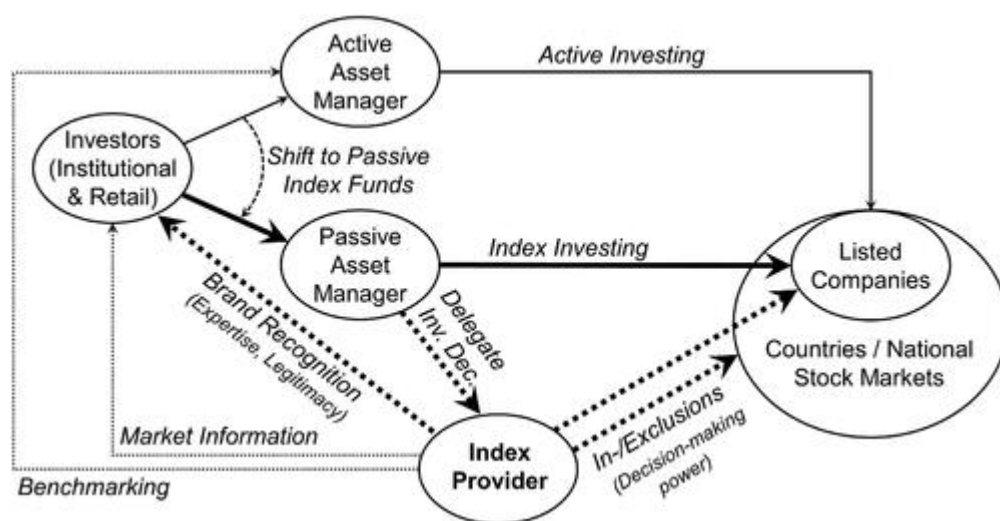 Active
Asset
Manager
Active Investing
Investors
(Institutional
& Retail)
Shift to Passive
Index Funds
Passive
Asset
Manager
Index Investing
Listed
Companies
Countries / National
Stock Markets
Brand Recognition
(Expertise, Legitimacy)
Delegate
Inv. Dec.
In-/Exclusions
(Decision-making
power)
Market Information
Index
Provider
Benchmarking